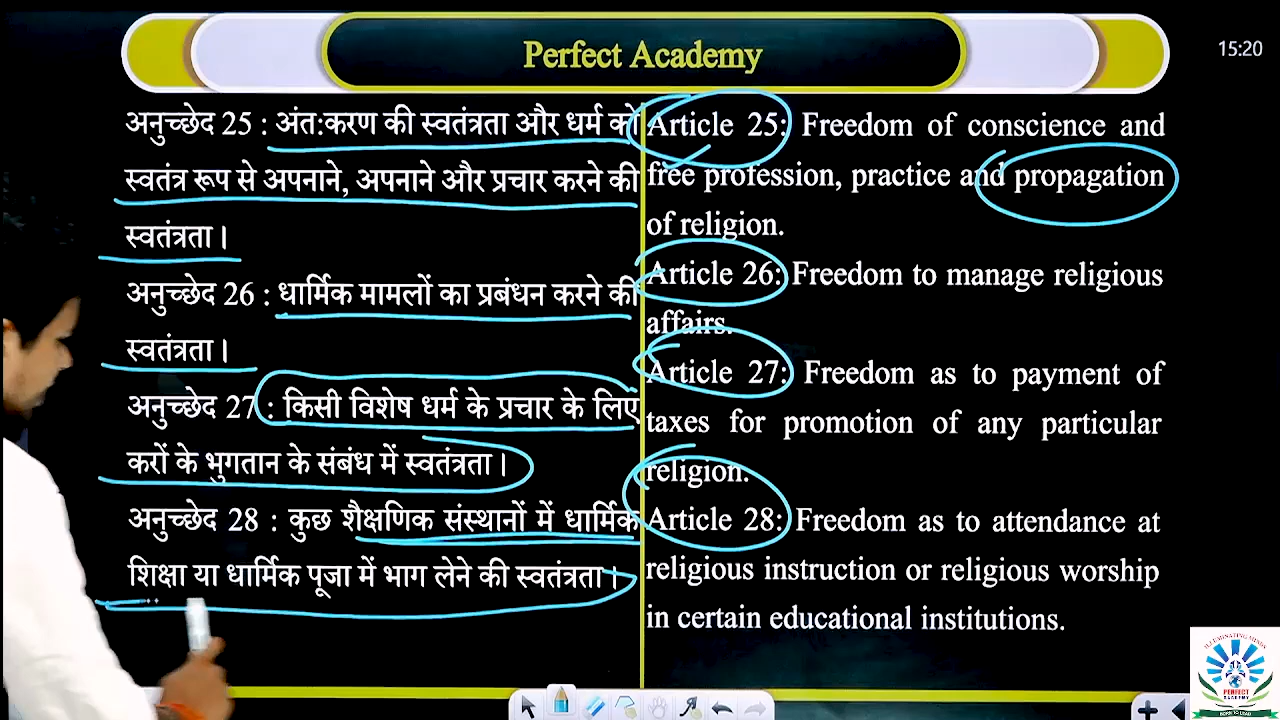 Perfect Academy
15:20
अनुच्छेद 25 : अंत:करण की स्वतंत्रता और धर्म को
स्वतंत्र रूप से अपनाने, अपनाने और प्रचार करने की
स्वतंत्रता।
अनुच्छेद 26 : धार्मिक मामलों का प्रबंधन करने की
स्वतंत्रता।
अनुच्छेद 27 : किसी विशेष धर्म के प्रचार के लिए
करों के भुगतान के संबंध में स्वतंत्रता।
अनुच्छेद 28 : कुछ शैक्षणिक संस्थानों में धार्मिक
शिक्षा या धार्मिक पूजा में भाग लेने की स्वतंत्रता।
Article 25: Freedom of conscience and
free profession, practice and propagation
of religion.
Article 26: Freedom to manage religious
affairs.
Article 27: Freedom as to payment of
taxes for promotion of any particular
religion.
Article 28: Freedom as to attendance at
religious instruction or religious worship
in certain educational institutions.
ILLUMINATING MINDS
PERFECT
ACADEMY